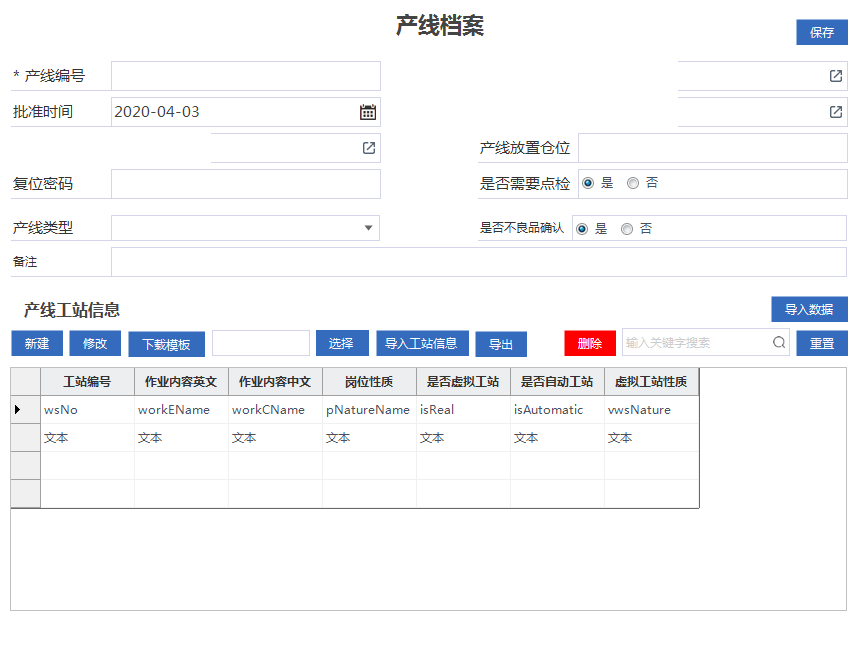 产线档案
保存
* 产线编号
批准时间 2020-04-03
产线放置仓位
复位密码 是否需要点检 是 否
产线类型 是否不良品确认 是 否
备注
产线工站信息 导入数据
新建 修改 下载模板 选择 导入工站信息 导出 删除 输入关键字搜索 重置
工站编号 作业内容英文 作业内容中文 岗位性质 是否虚拟工站 是否自动工站 虚拟工站性质
wsNo workEName workCName pNatureName isReal isAutomatic vwsNature
文本 文本 文本 文本 文本 文本 文本